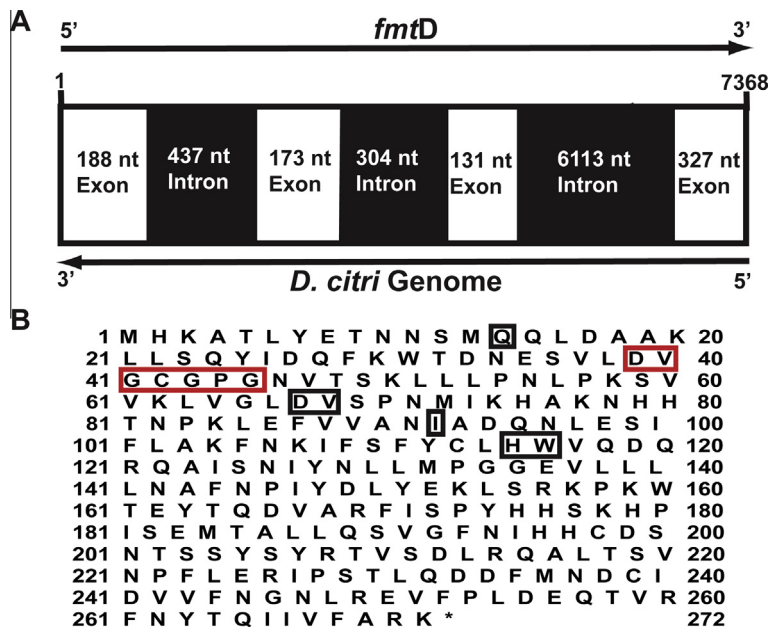 A
5’ fmtD 3’
1 7368
188 nt Exon 437 nt Intron 173 nt Exon 304 nt Intron 131 nt Exon 6113 nt Intron 327 nt Exon
3’ D. citri Genome 5’
B
1 M H K A T L Y E T N N S M Q Q L D A A K 20
21 L L S Q Y I D Q F K W T D N E S V L D V 40
41 G C G P G N V T S K L L L P N L P K S V 60
61 V K L V G L D V S P N M I K H A K N H H 80
81 T N P K L E F V V A N I A D Q N L E S I 100
101 F L A K F N K I F S F Y C L H W V Q D Q 120
121 R Q A I S N I Y N L L M P G G E V L L L 140
141 L N A F N P I Y D L Y E K L S R K P K W 160
161 T E Y T Q D V A R F I S P Y H H S K H P 180
181 I S E M T A L L Q S V G F N I H H C D S 200
201 N T S S Y S Y R T V S D L R Q A L T S V 220
221 N P F L E R I P S T L Q D D F M N D C I 240
241 D V V F N G N L R E V F P L D E Q T V R 260
261 F N Y T Q I I V F A R K * 272